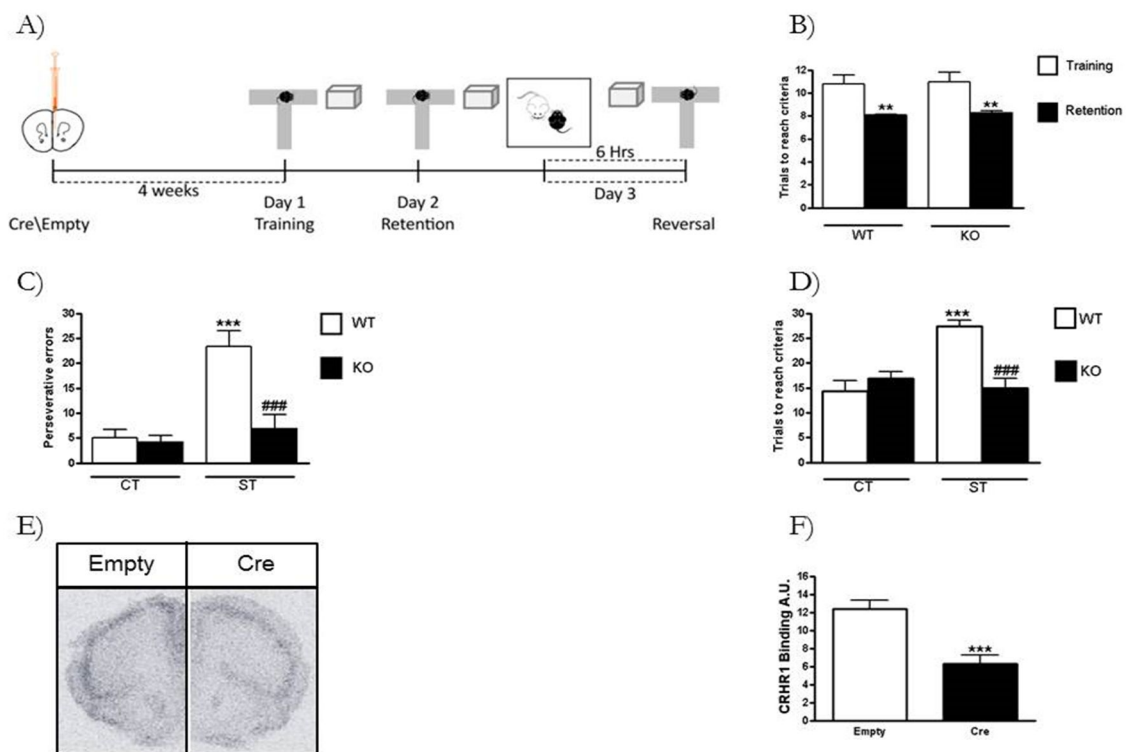 A)
4 weeks
Cre\Empty
Day 1
Training
Day 2
Retention
6 Hrs
Day 3
Reversal
B)
Trials to reach criteria
12
10
8
6
4
2
0
**
**
WT
KO
Training
Retention
C)
Perseverative errors
30
25
20
15
10
5
0
***
###
CT
ST
WT
KO
D)
Trials to reach criteria
30
25
20
15
10
5
0
***
###
CT
ST
WT
KO
E)
Empty
Cre
F)
CRHR1 Binding A.U.
16
14
12
10
8
6
4
2
0
***
Empty
Cre